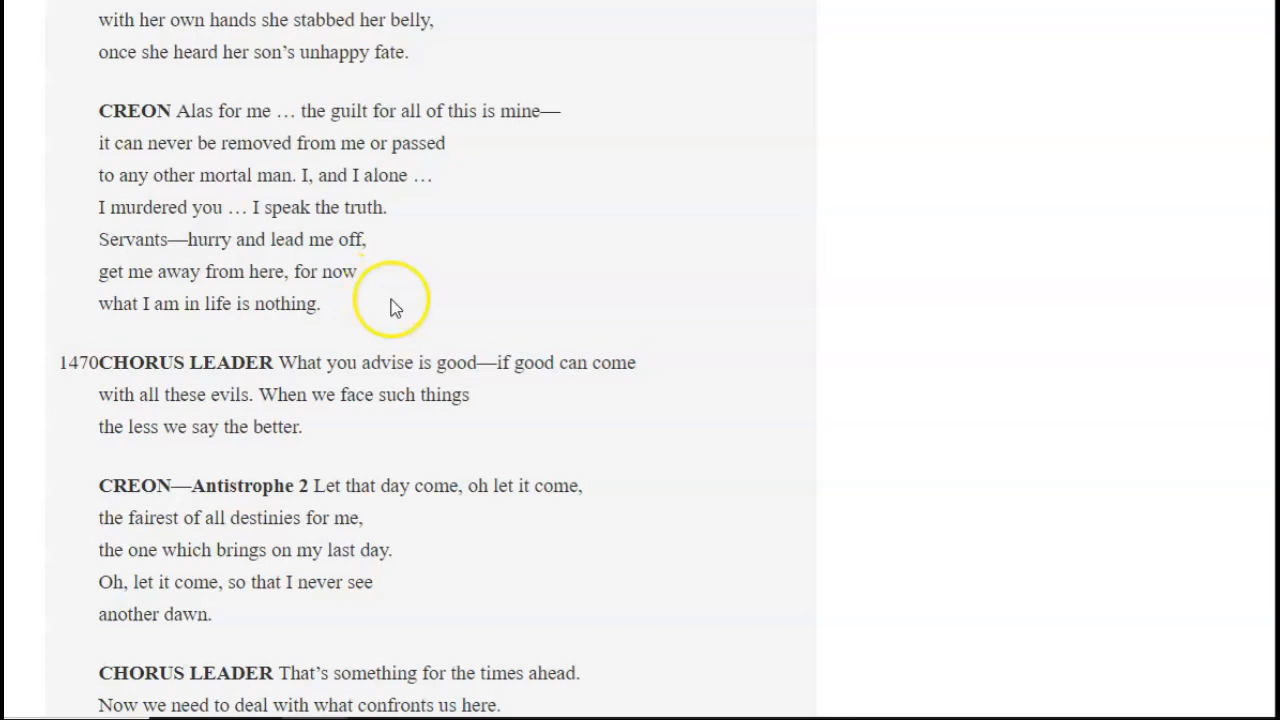 with her own hands she stabbed her belly,
once she heard her son’s unhappy fate.
CREON Alas for me … the guilt for all of this is mine—
it can never be removed from me or passed
to any other mortal man. I, and I alone …
I murdered you … I speak the truth.
Servants—hurry and lead me off,
get me away from here, for now
what I am in life is nothing.
1470CHORUS LEADER What you advise is good—if good can come
with all these evils. When we face such things
the less we say the better.
CREON—Antistrophe 2 Let that day come, oh let it come,
the fairest of all destinies for me,
the one which brings on my last day.
Oh, let it come, so that I never see
another dawn.
CHORUS LEADER That’s something for the times ahead.
Now we need to deal with what confronts us here.